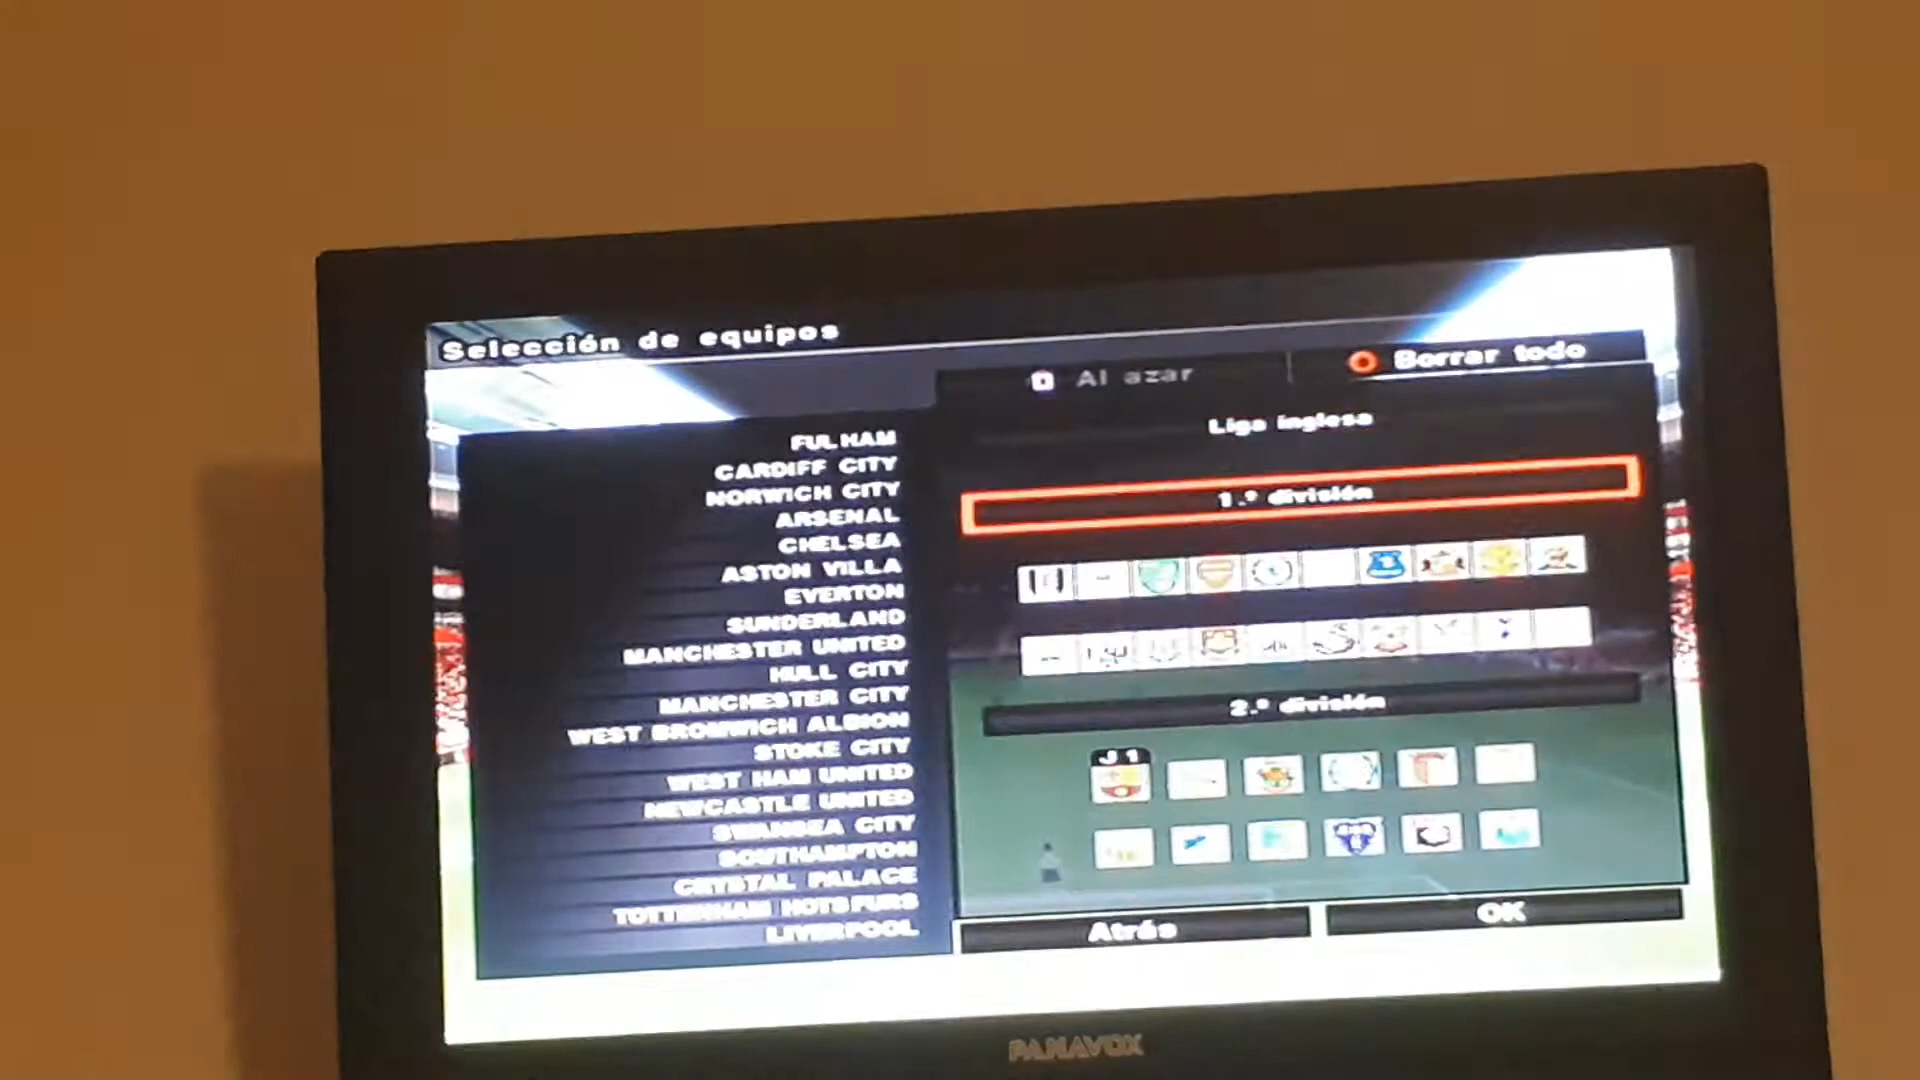 Selección de equipos
Al azar
Borrar todo
Liga inglesa
1.ª división
FULHAM
CARDIFF CITY
NORWICH CITY
ARSENAL
CHELSEA
ASTON VILLA
EVERTON
SUNDERLAND
MANCHESTER UNITED
HULL CITY
MANCHESTER CITY
WEST BROMWICH ALBION
STOKE CITY
WEST HAM UNITED
NEWCASTLE UNITED
SWANSEA CITY
SOUTHAMPTON
CRYSTAL PALACE
TOTTENHAM HOTSPURS
LIVERPOOL
2.ª división
J 1
Atrás
OK
PANAVOX